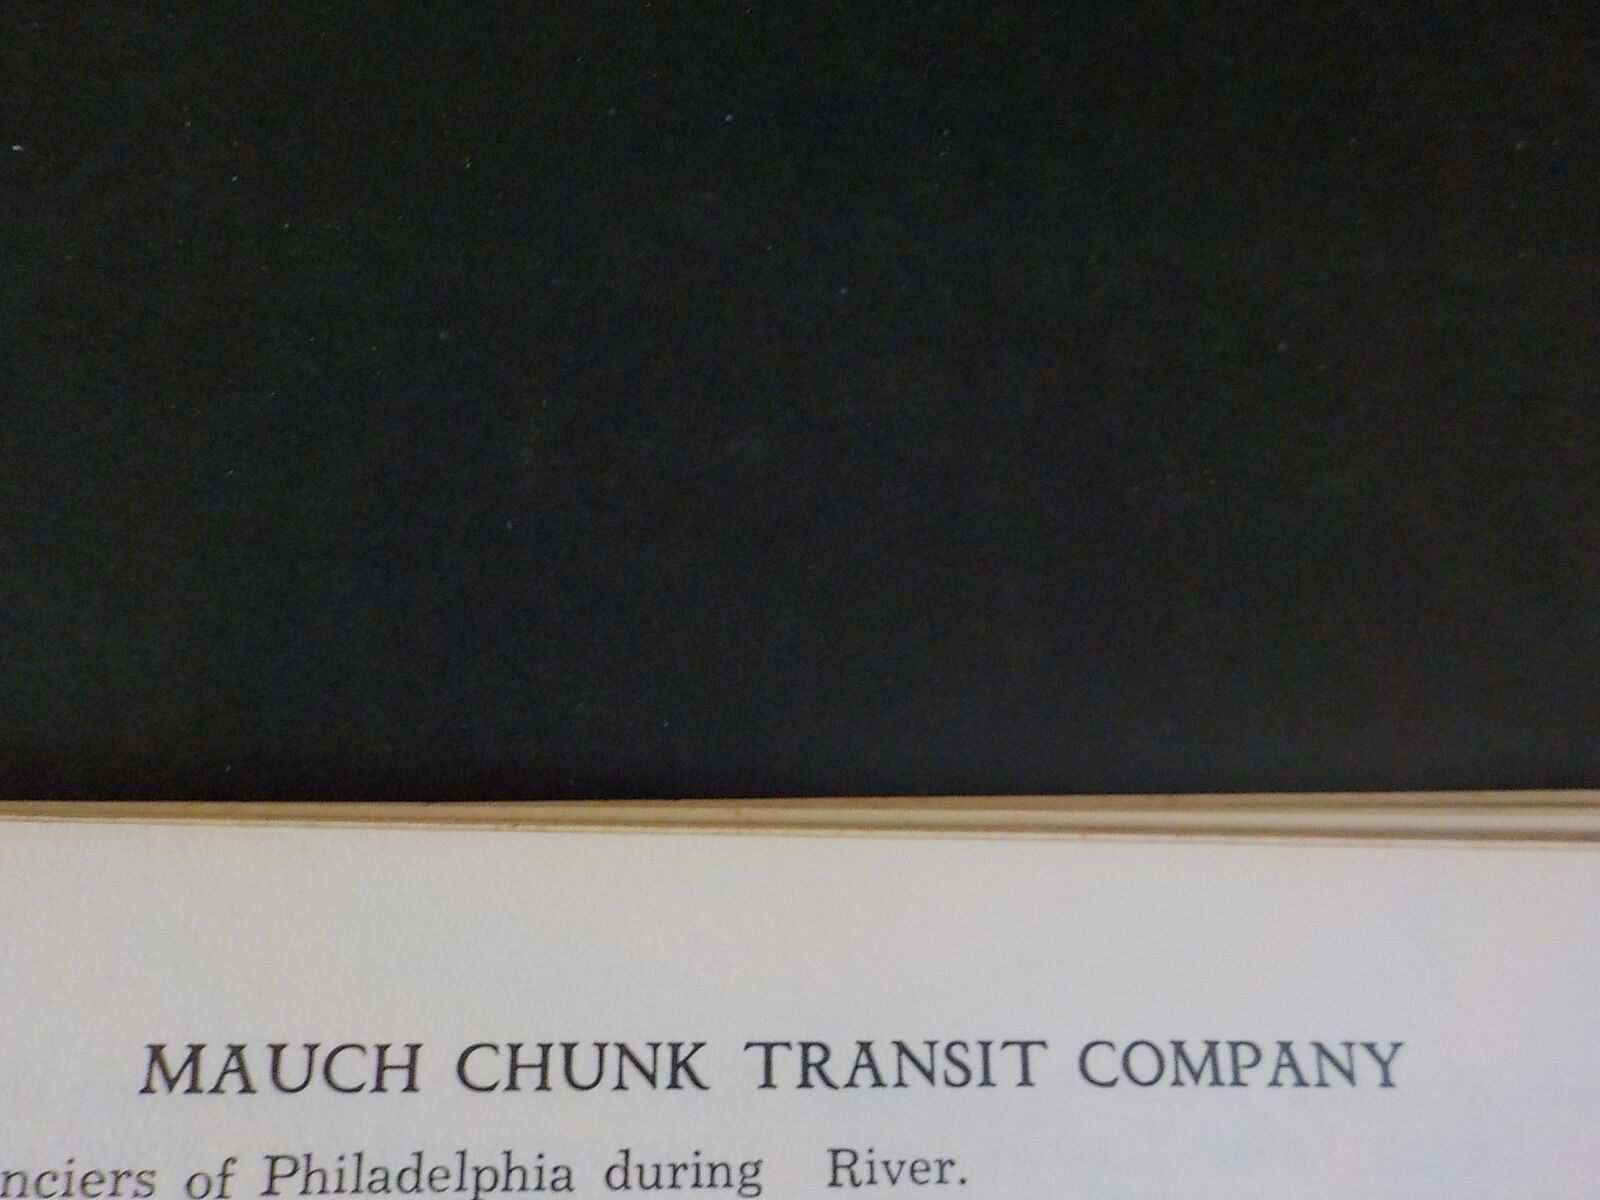 MAUCH CHUNK TRANSIT COMPANY
nciers of Philadelphia during River.